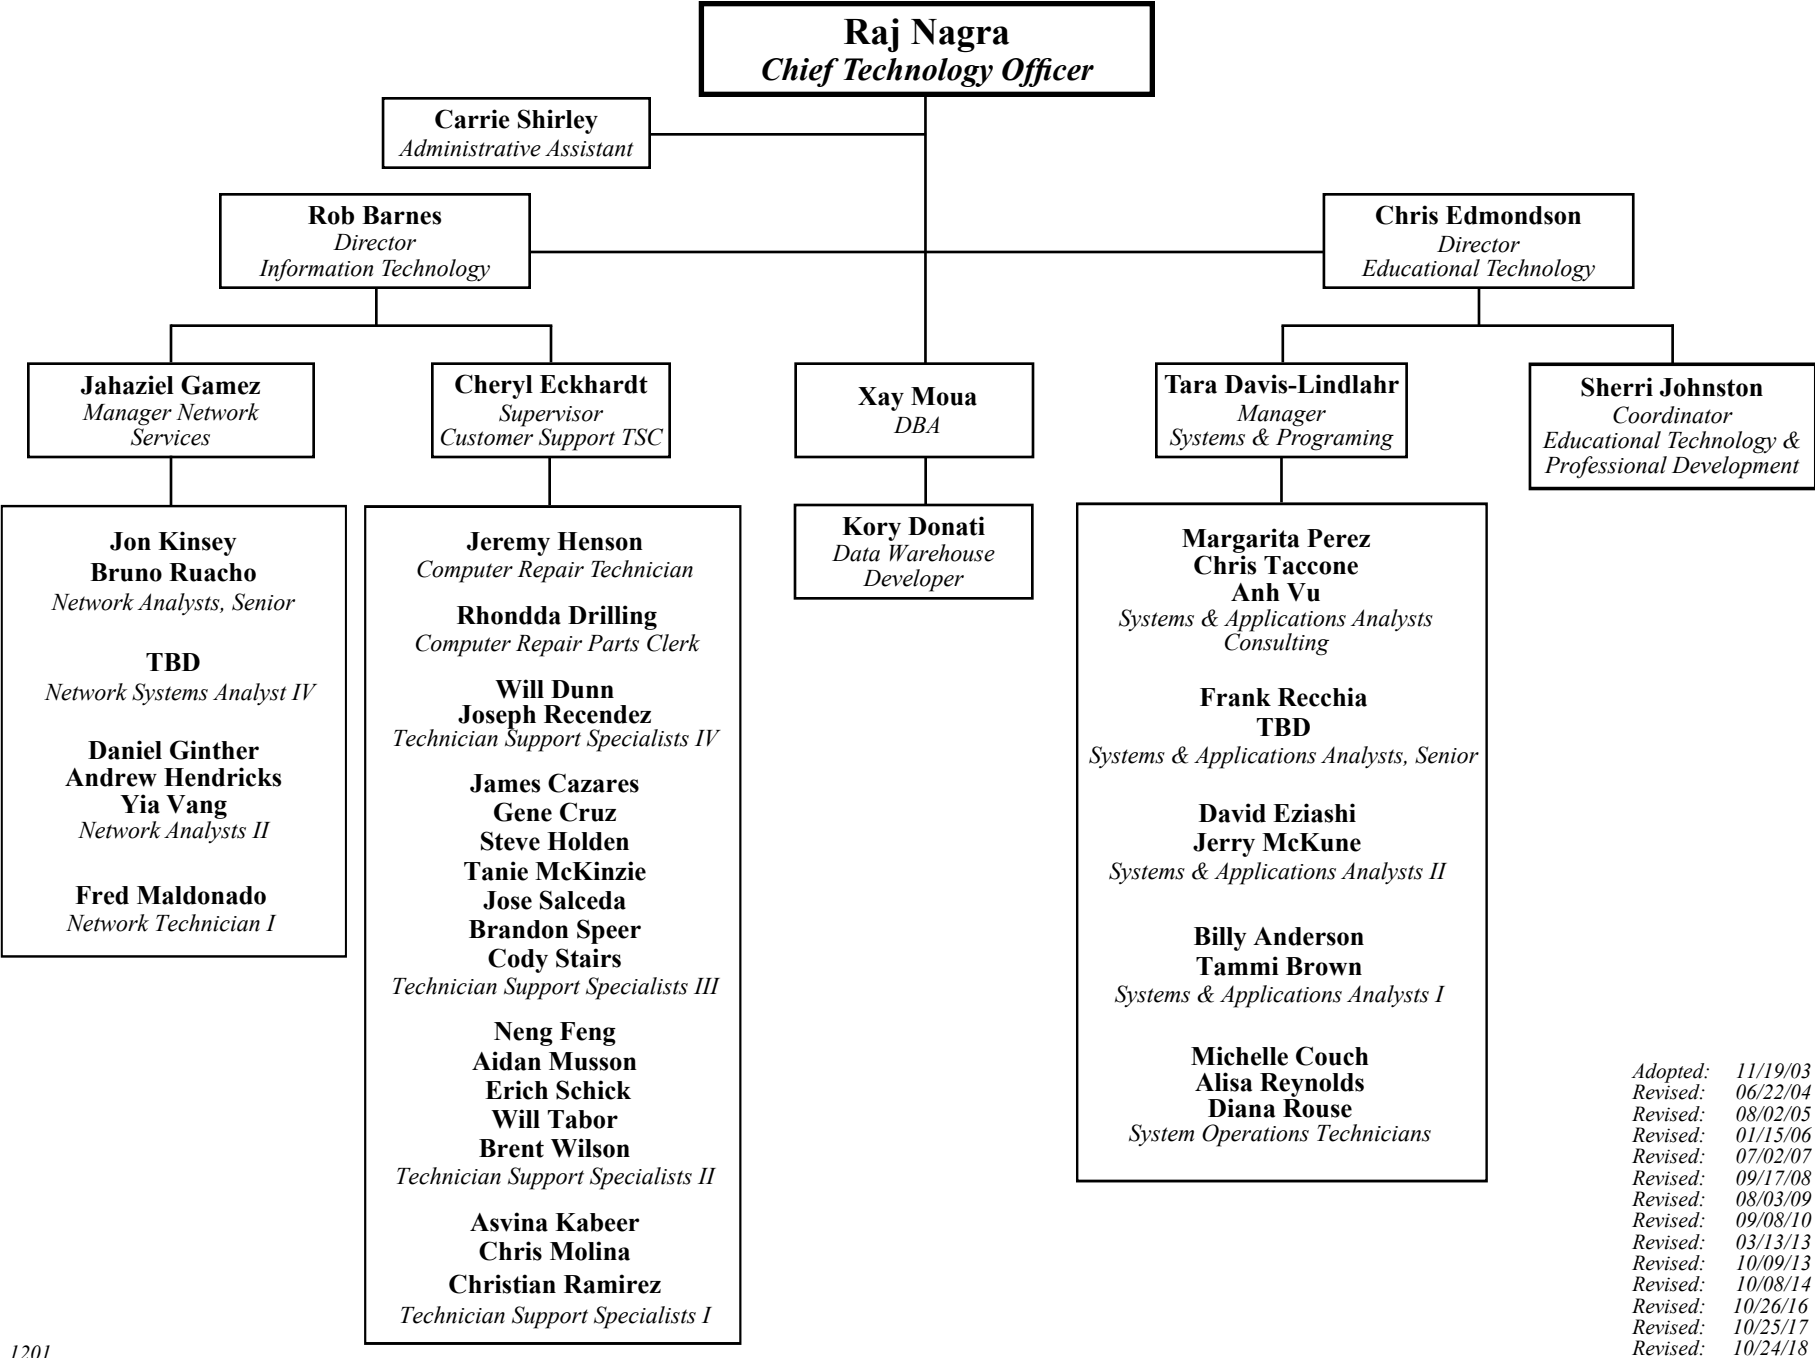 Raj Nagra
Chief Technology Officer
Carrie Shirley
Administrative Assistant
Rob Barnes
Director
Information Technology
Chris Edmondson
Director
Educational Technology
Jahaziel Gamez
Manager Network
Services
Cheryl Eckhardt
Supervisor
Customer Support TSC
Xay Moua
DBA
Tara Davis-Lindlahr
Manager
Systems & Programing
Sherri Johnston
Coordinator
Educational Technology &
Professional Development
Jon Kinsey
Bruno Ruacho
Network Analysts, Senior
TBD
Network Systems Analyst IV
Daniel Ginther
Andrew Hendricks
Yia Vang
Network Analysts II
Fred Maldonado
Network Technician I
Jeremy Henson
Computer Repair Technician
Rhondda Drilling
Computer Repair Parts Clerk
Will Dunn
Joseph Recendez
Technician Support Specialists IV
James Cazares
Gene Cruz
Steve Holden
Tanie McKinzie
Jose Salceda
Brandon Speer
Cody Stairs
Technician Support Specialists III
Neng Feng
Aidan Musson
Erich Schick
Will Tabor
Brent Wilson
Technician Support Specialists II
Asvina Kabeer
Chris Molina
Christian Ramirez
Technician Support Specialists I
Kory Donati
Data Warehouse
Developer
Margarita Perez
Chris Taccone
Anh Vu
Systems & Applications Analysts
Consulting
Frank Recchia
TBD
Systems & Applications Analysts, Senior
David Eziashi
Jerry McKune
Systems & Applications Analysts II
Billy Anderson
Tammi Brown
Systems & Applications Analysts I
Michelle Couch
Alisa Reynolds
Diana Rouse
System Operations Technicians
Adopted: 11/19/03
Revised: 06/22/04
Revised: 08/02/05
Revised: 01/15/06
Revised: 07/02/07
Revised: 09/17/08
Revised: 08/03/09
Revised: 09/08/10
Revised: 03/13/13
Revised: 10/09/13
Revised: 10/08/14
Revised: 10/26/16
Revised: 10/25/17
Revised: 10/24/18
1201